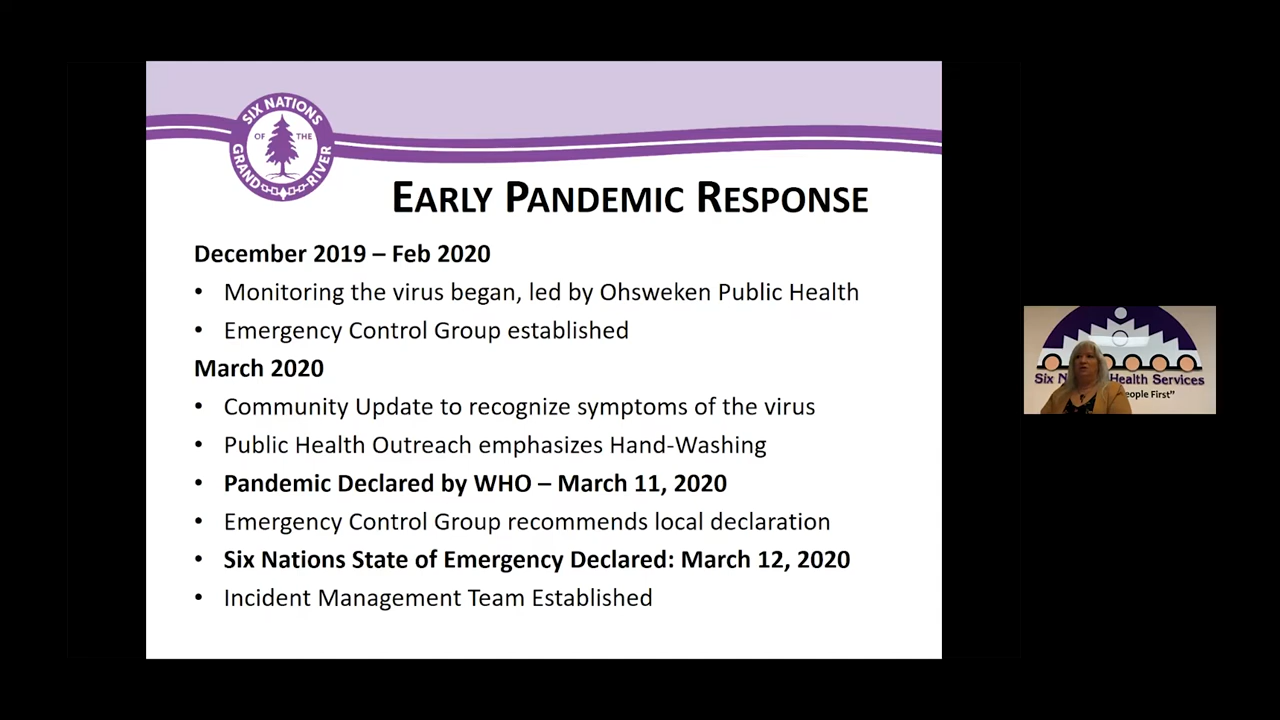 SIX NATIONS
OF THE
GRAND RIVER
EARLY PANDEMIC RESPONSE
December 2019 – Feb 2020
• Monitoring the virus began, led by Ohsweken Public Health
• Emergency Control Group established
March 2020
• Community Update to recognize symptoms of the virus
• Public Health Outreach emphasizes Hand-Washing
• Pandemic Declared by WHO – March 11, 2020
• Emergency Control Group recommends local declaration
• Six Nations State of Emergency Declared: March 12, 2020
• Incident Management Team Established
Six Health Services
First”